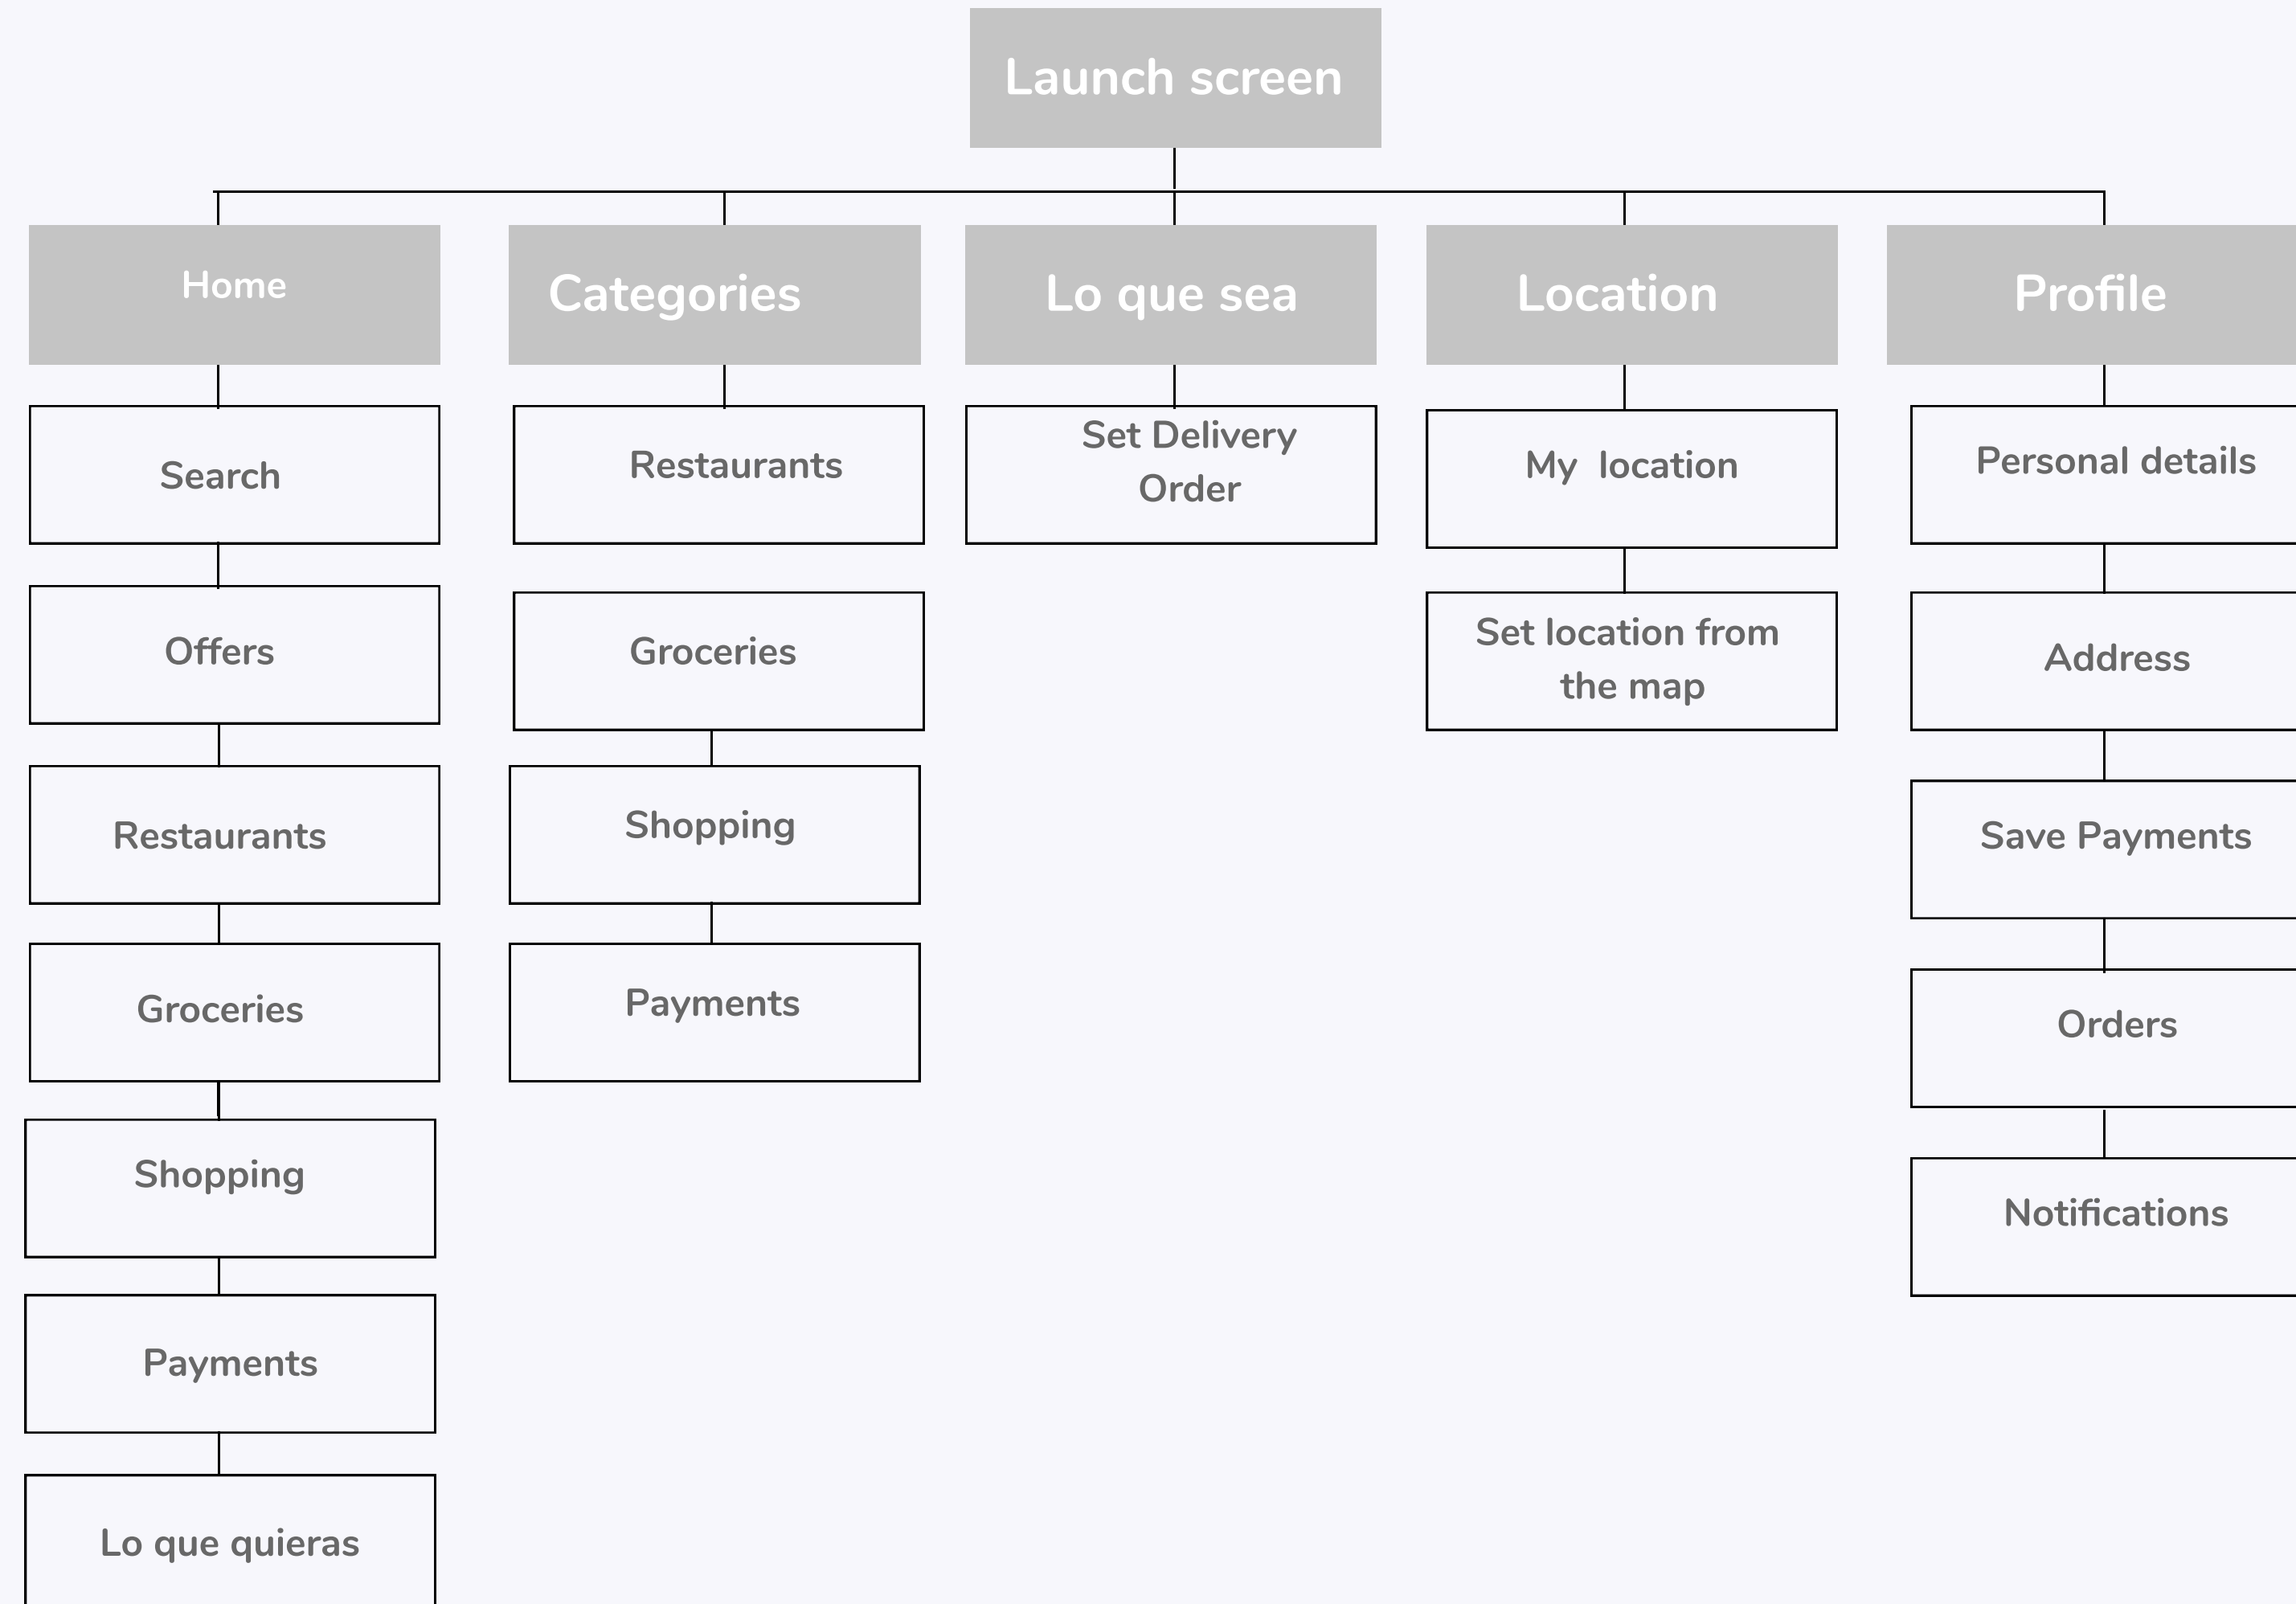 Launch screen
Home
Categories
Lo que sea
Location
Profile
Search
Restaurants
Set Delivery
Order
My location
Personal details
Offers
Groceries
Set location from
the map
Address
Restaurants
Shopping
Save Payments
Groceries
Payments
Orders
Shopping
Notifications
Payments
Lo que quieras